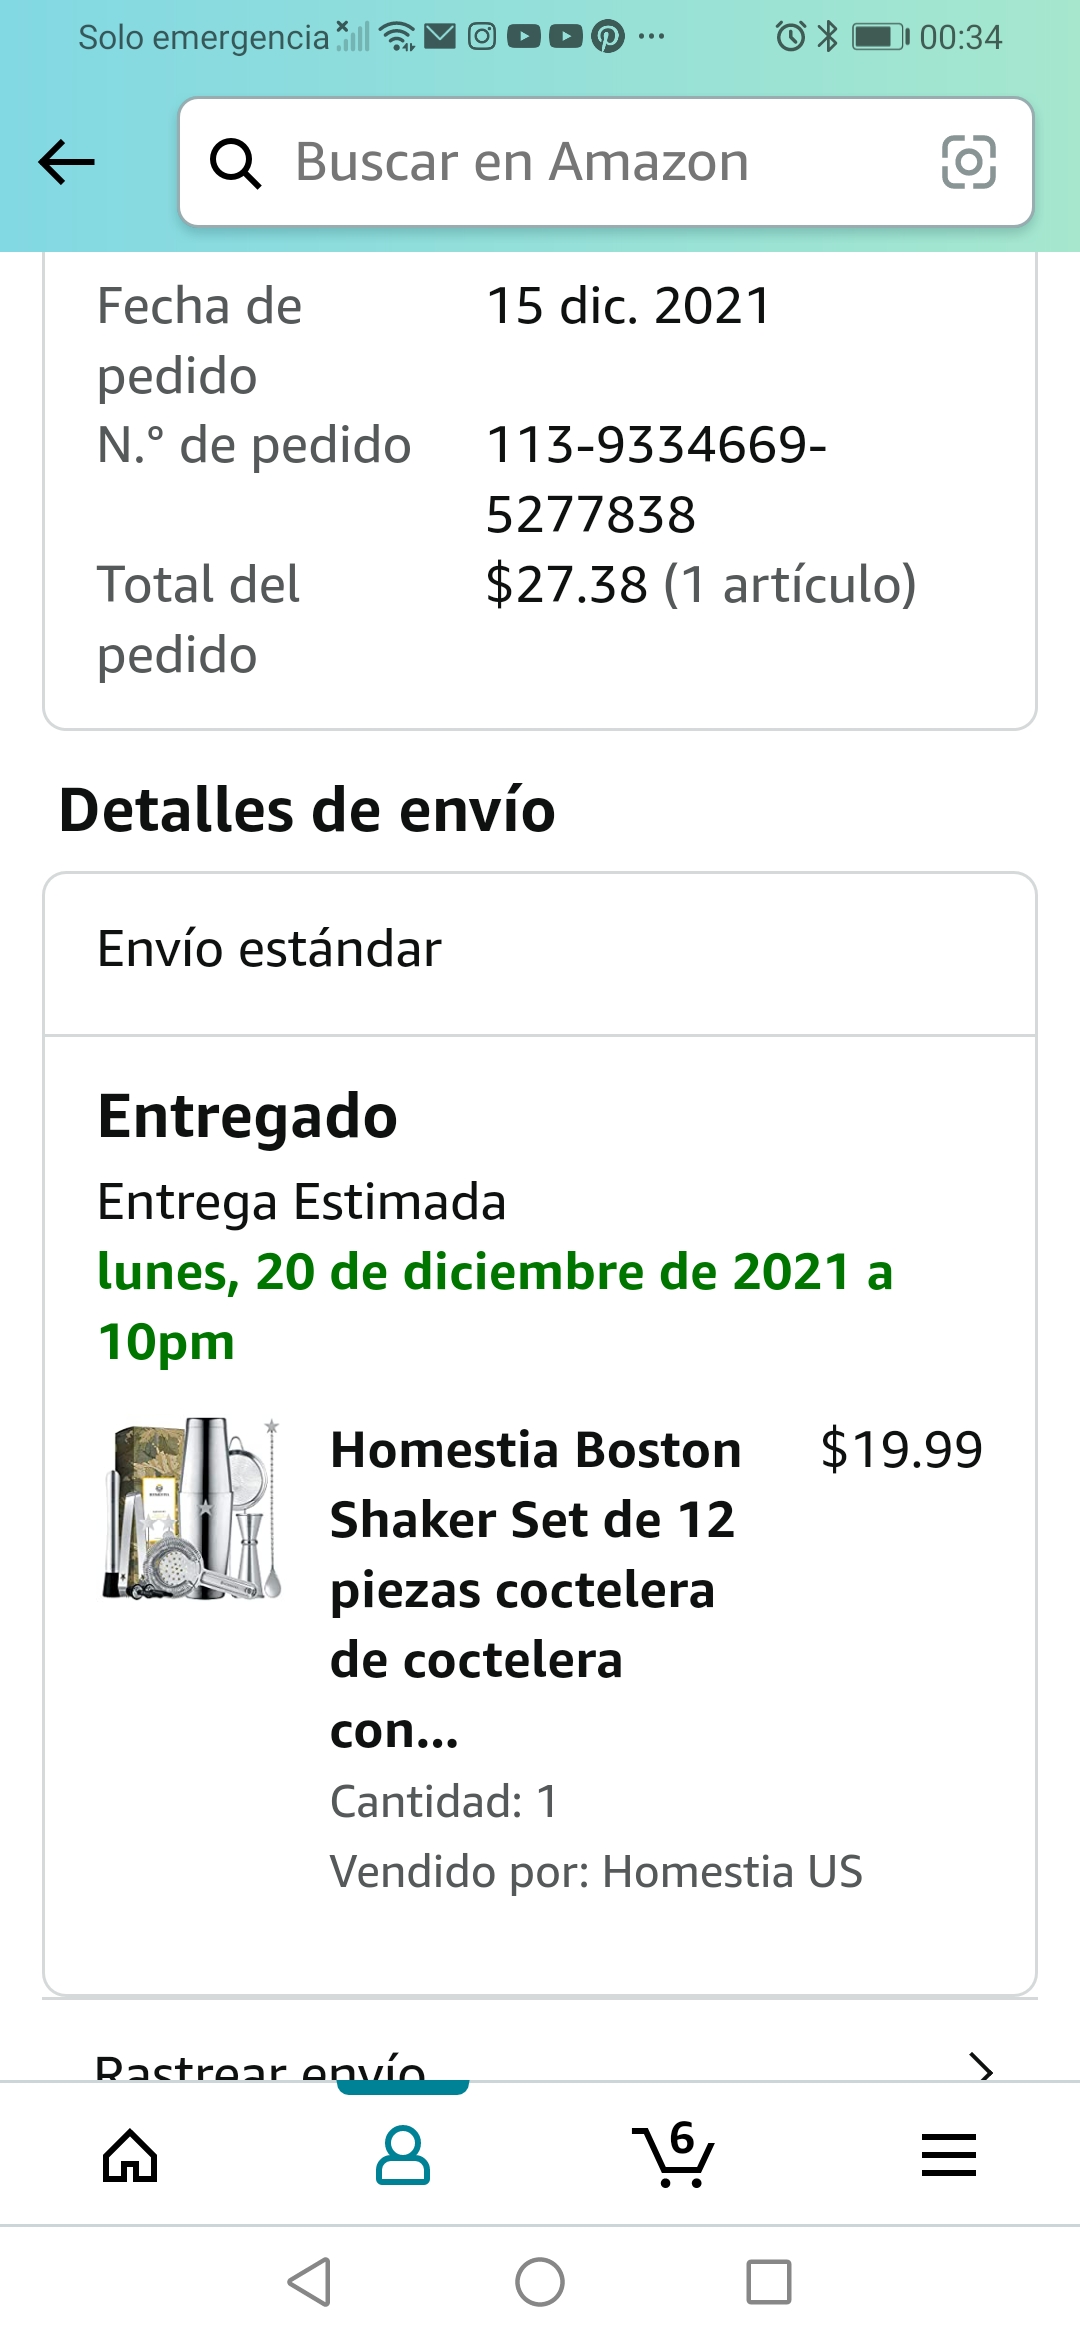 Solo emergencia 00:34
Buscar en Amazon
Fecha de 15 dic. 2021
pedido
N.° de pedido 113-9334669-
5277838
Total del $27.38 (1 artículo)
pedido
Detalles de envío
Envío estándar
Entregado
Entrega Estimada
lunes, 20 de diciembre de 2021 a
10pm
Homestia Boston $19.99
Shaker Set de 12
piezas coctelera
de coctelera
con...
Cantidad: 1
Vendido por: Homestia US
Rastrear envío
6